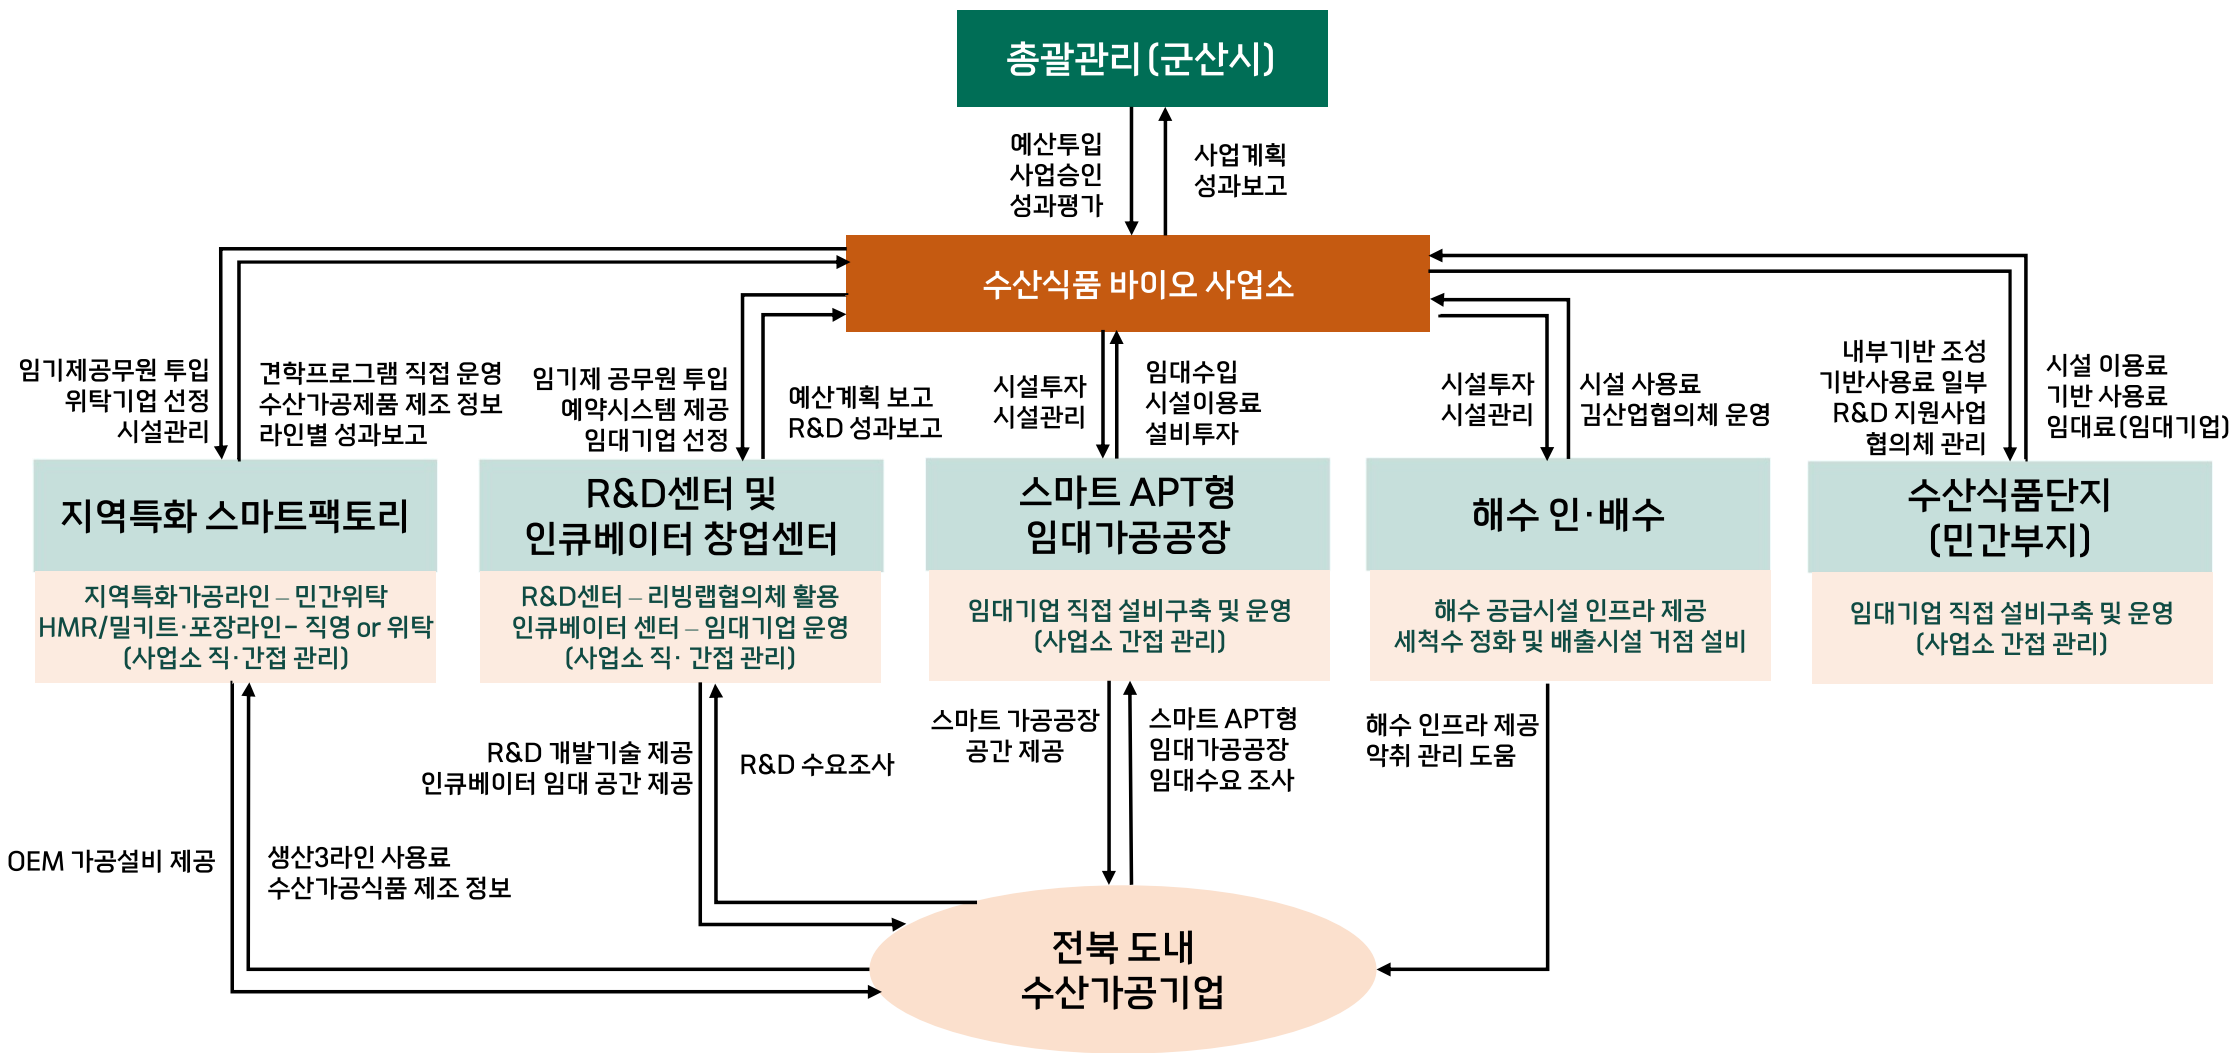 총괄관리 (군산시)
예산투입
사업승인
성과평가
사업계획
성과보고
수산식품 바이오 사업소
임기제공무원 투입
위탁기업 선정
시설관리
견학프로그램 직접 운영
수산가공제품 제조 정보
라인별 성과보고
임기제 공무원 투입
예약시스템 제공
임대기업 선정
예산계획 보고
R&D 성과보고
시설투자
시설관리
임대수입
시설이용료
설비투자
시설투자
시설관리
시설 사용료
김산업협의체 운영
내부기반 조성
기반사용료 일부
R&D 지원사업
협의체 관리
시설 이용료
기반 사용료
임대료 (임대기업)
지역특화 스마트팩토리
지역특화가공라인 – 민간위탁
HMR/밀키트·포장라인- 직영 or 위탁
(사업소 직·간접 관리)
R&D센터 및
인큐베이터 창업센터
R&D센터 – 리빙랩협의체 활용
인큐베이터 센터 – 임대기업 운영
(사업소 직· 간접 관리)
스마트 APT형
임대가공공장
임대기업 직접 설비구축 및 운영
(사업소 간접 관리)
해수 인·배수
해수 공급시설 인프라 제공
세척수 정화 및 배출시설 거점 설비
수산식품단지
(민간부지)
임대기업 직접 설비구축 및 운영
(사업소 간접 관리)
OEM 가공설비 제공
생산3라인 사용료
수산가공식품 제조 정보
R&D 개발기술 제공
인큐베이터 임대 공간 제공
R&D 수요조사
스마트 가공공장
공간 제공
스마트 APT형
임대가공공장
임대수요 조사
해수 인프라 제공
악취 관리 도움
전북 도내
수산가공기업